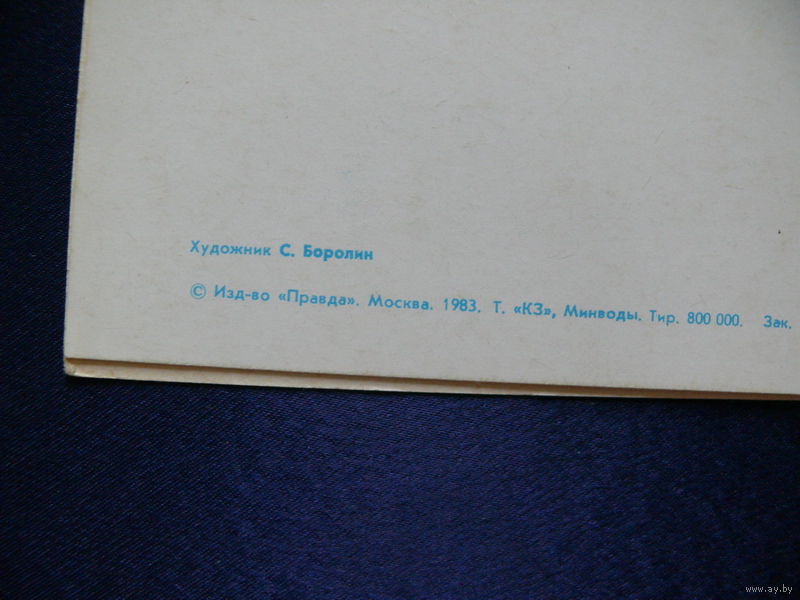 Художник С. Боролин
© Изд-во «Правда». Москва. 1983. Т. «КЗ», Минводы. Тир. 800 000. Зак.
www.ay.by